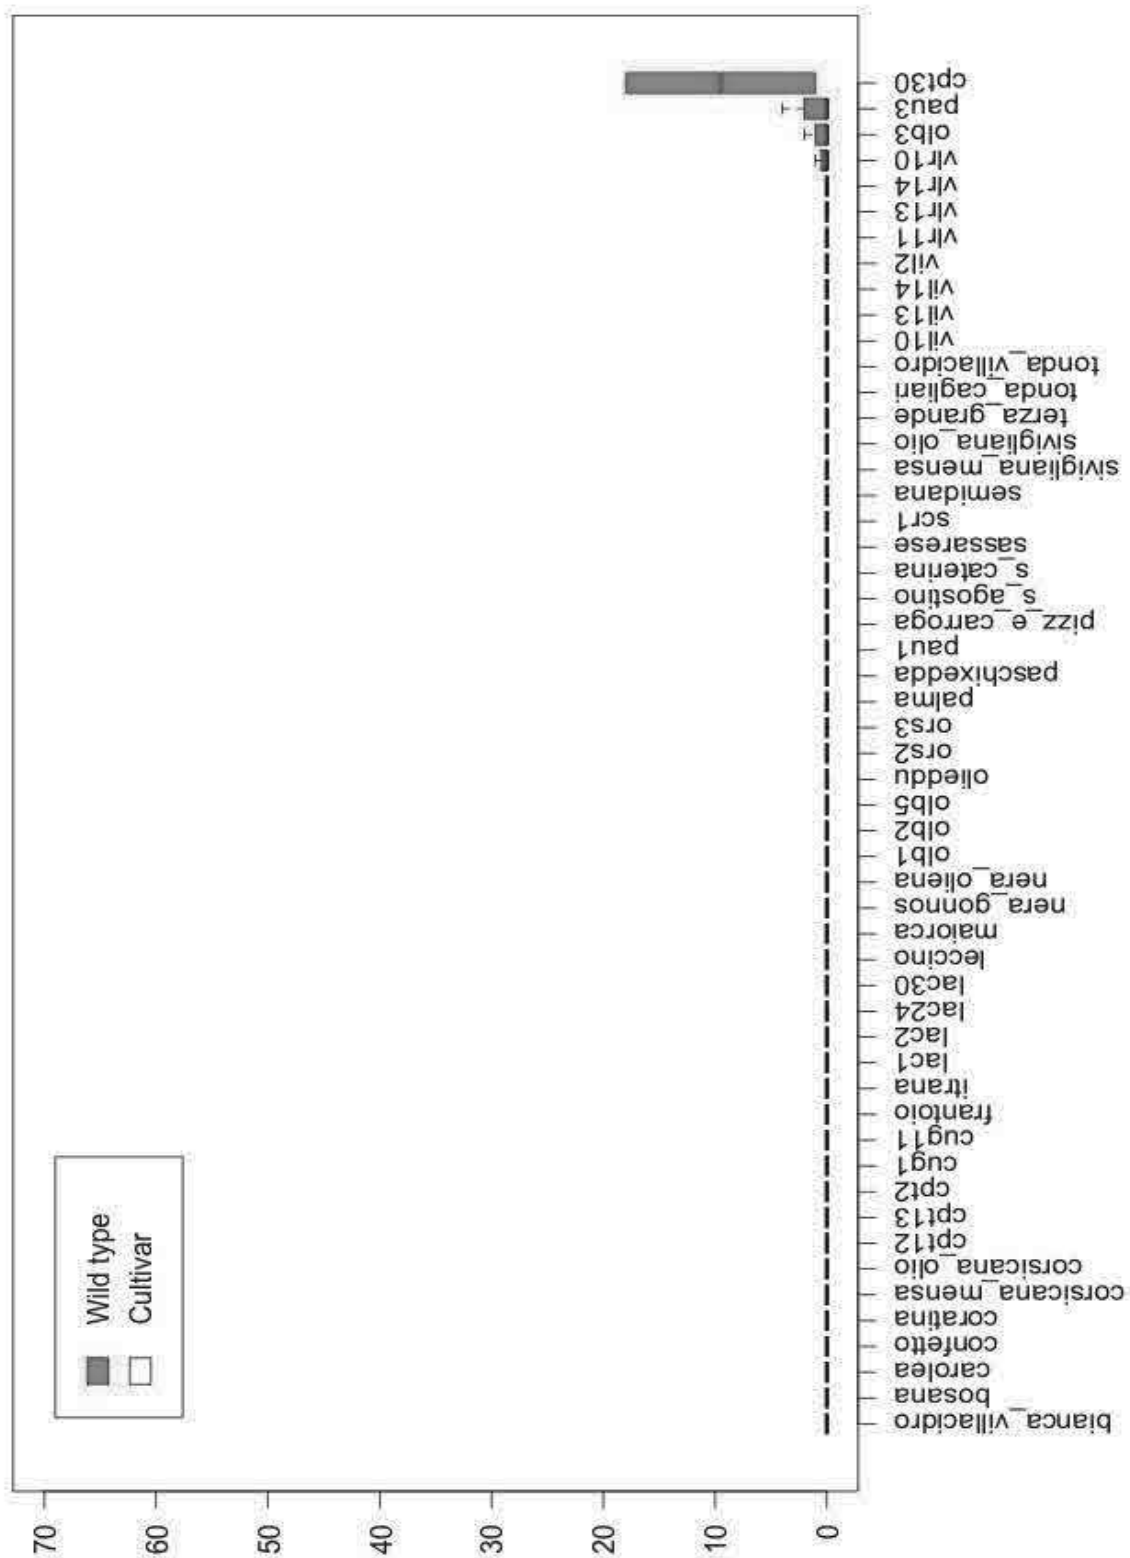 Wild type
Cultivar
70
60
50
40
30
20
10
0
bianca_villacidro
bosana
carolea
confetto
coratina
corsicana_mensa
corsicana_olio
cpt12
cpt13
cpt2
cug1
cug11
frantoio
itrana
lac1
lac2
lac24
lac30
leccino
maiorca
nera_gonnos
nera_oliena
olb1
olb2
olb5
olieddu
ors2
ors3
palma
paschixedda
pau1
pizz_e_carroga
s_agostino
s_caterina
sassarese
scr1
semidana
sivigliana_mensa
sivigliana_olio
terza_grande
tonda_cagliari
tonda_villacidro
vil10
vil13
vil14
vil2
vlr11
vlr13
vlr14
vlr10
olb3
pau3
cpt30